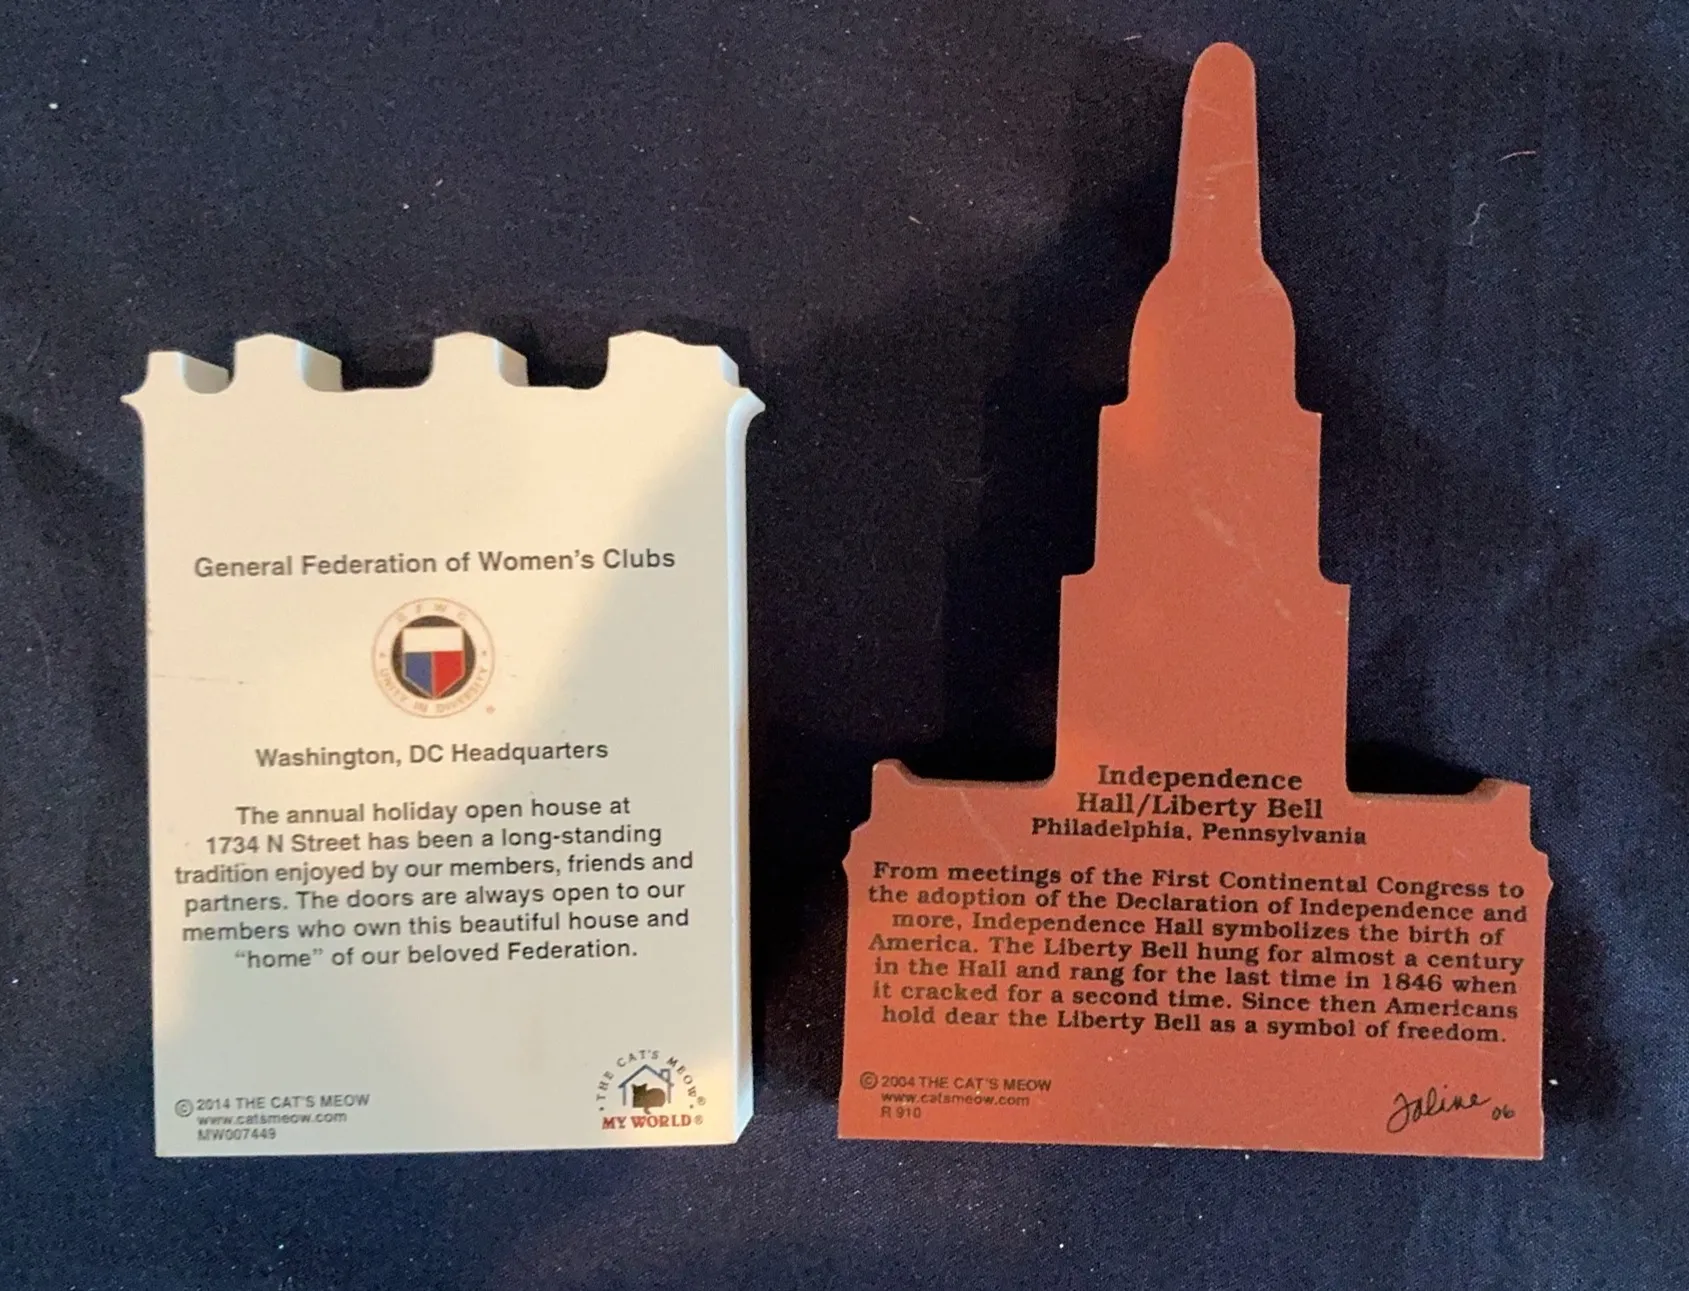 General Federation of Women's Clubs
G F W C
UNITY IN DIVERSITY
®
Washington, DC Headquarters
The annual holiday open house at
1734 N Street has been a long-standing
tradition enjoyed by our members, friends and
partners. The doors are always open to our
members who own this beautiful house and
“home” of our beloved Federation.
© 2014 THE CAT'S MEOW
www.catsmeow.com
MW007449
• THE CAT'S MEOW ® •
MY WORLD®
Independence
Hall/Liberty Bell
Philadelphia, Pennsylvania
From meetings of the First Continental Congress to
the adoption of the Declaration of Independence and
more, Independence Hall symbolizes the birth of
America. The Liberty Bell hung for almost a century
in the Hall and rang for the last time in 1846 when
it cracked for a second time. Since then Americans
hold dear the Liberty Bell as a symbol of freedom.
© 2004 THE CAT'S MEOW
www.catsmeow.com
R 910
Faline 06